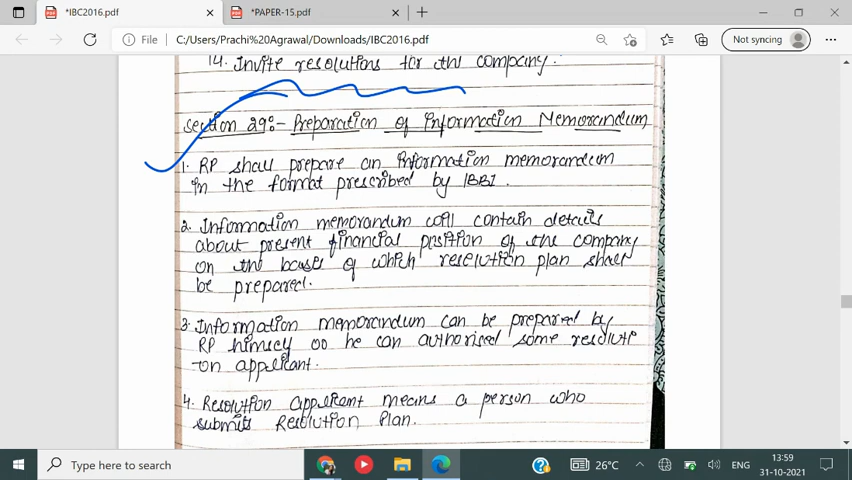 *IBC2016.pdf
*PAPER-15.pdf
File
C:/Users/Prachi%20Agrawal/Downloads/IBC2016.pdf
Not syncing
14. Invite resolutions for the company.
Section 29:- Preparation of Information Memorandum
1. RP shall prepare an information memorandum
in the format prescribed by IBBI.
2. Information memorandum will contain details
about present financial position of the company
on the bases of which resolution plan shall
be prepared.
3. Information memorandum can be prepared by
RP himself or he can authorised some resoluti
on applicant.
4. Resolution applicant means a person who
submits Resolution Plan.
Type here to search
26°C
ENG
13:59
31-10-2021